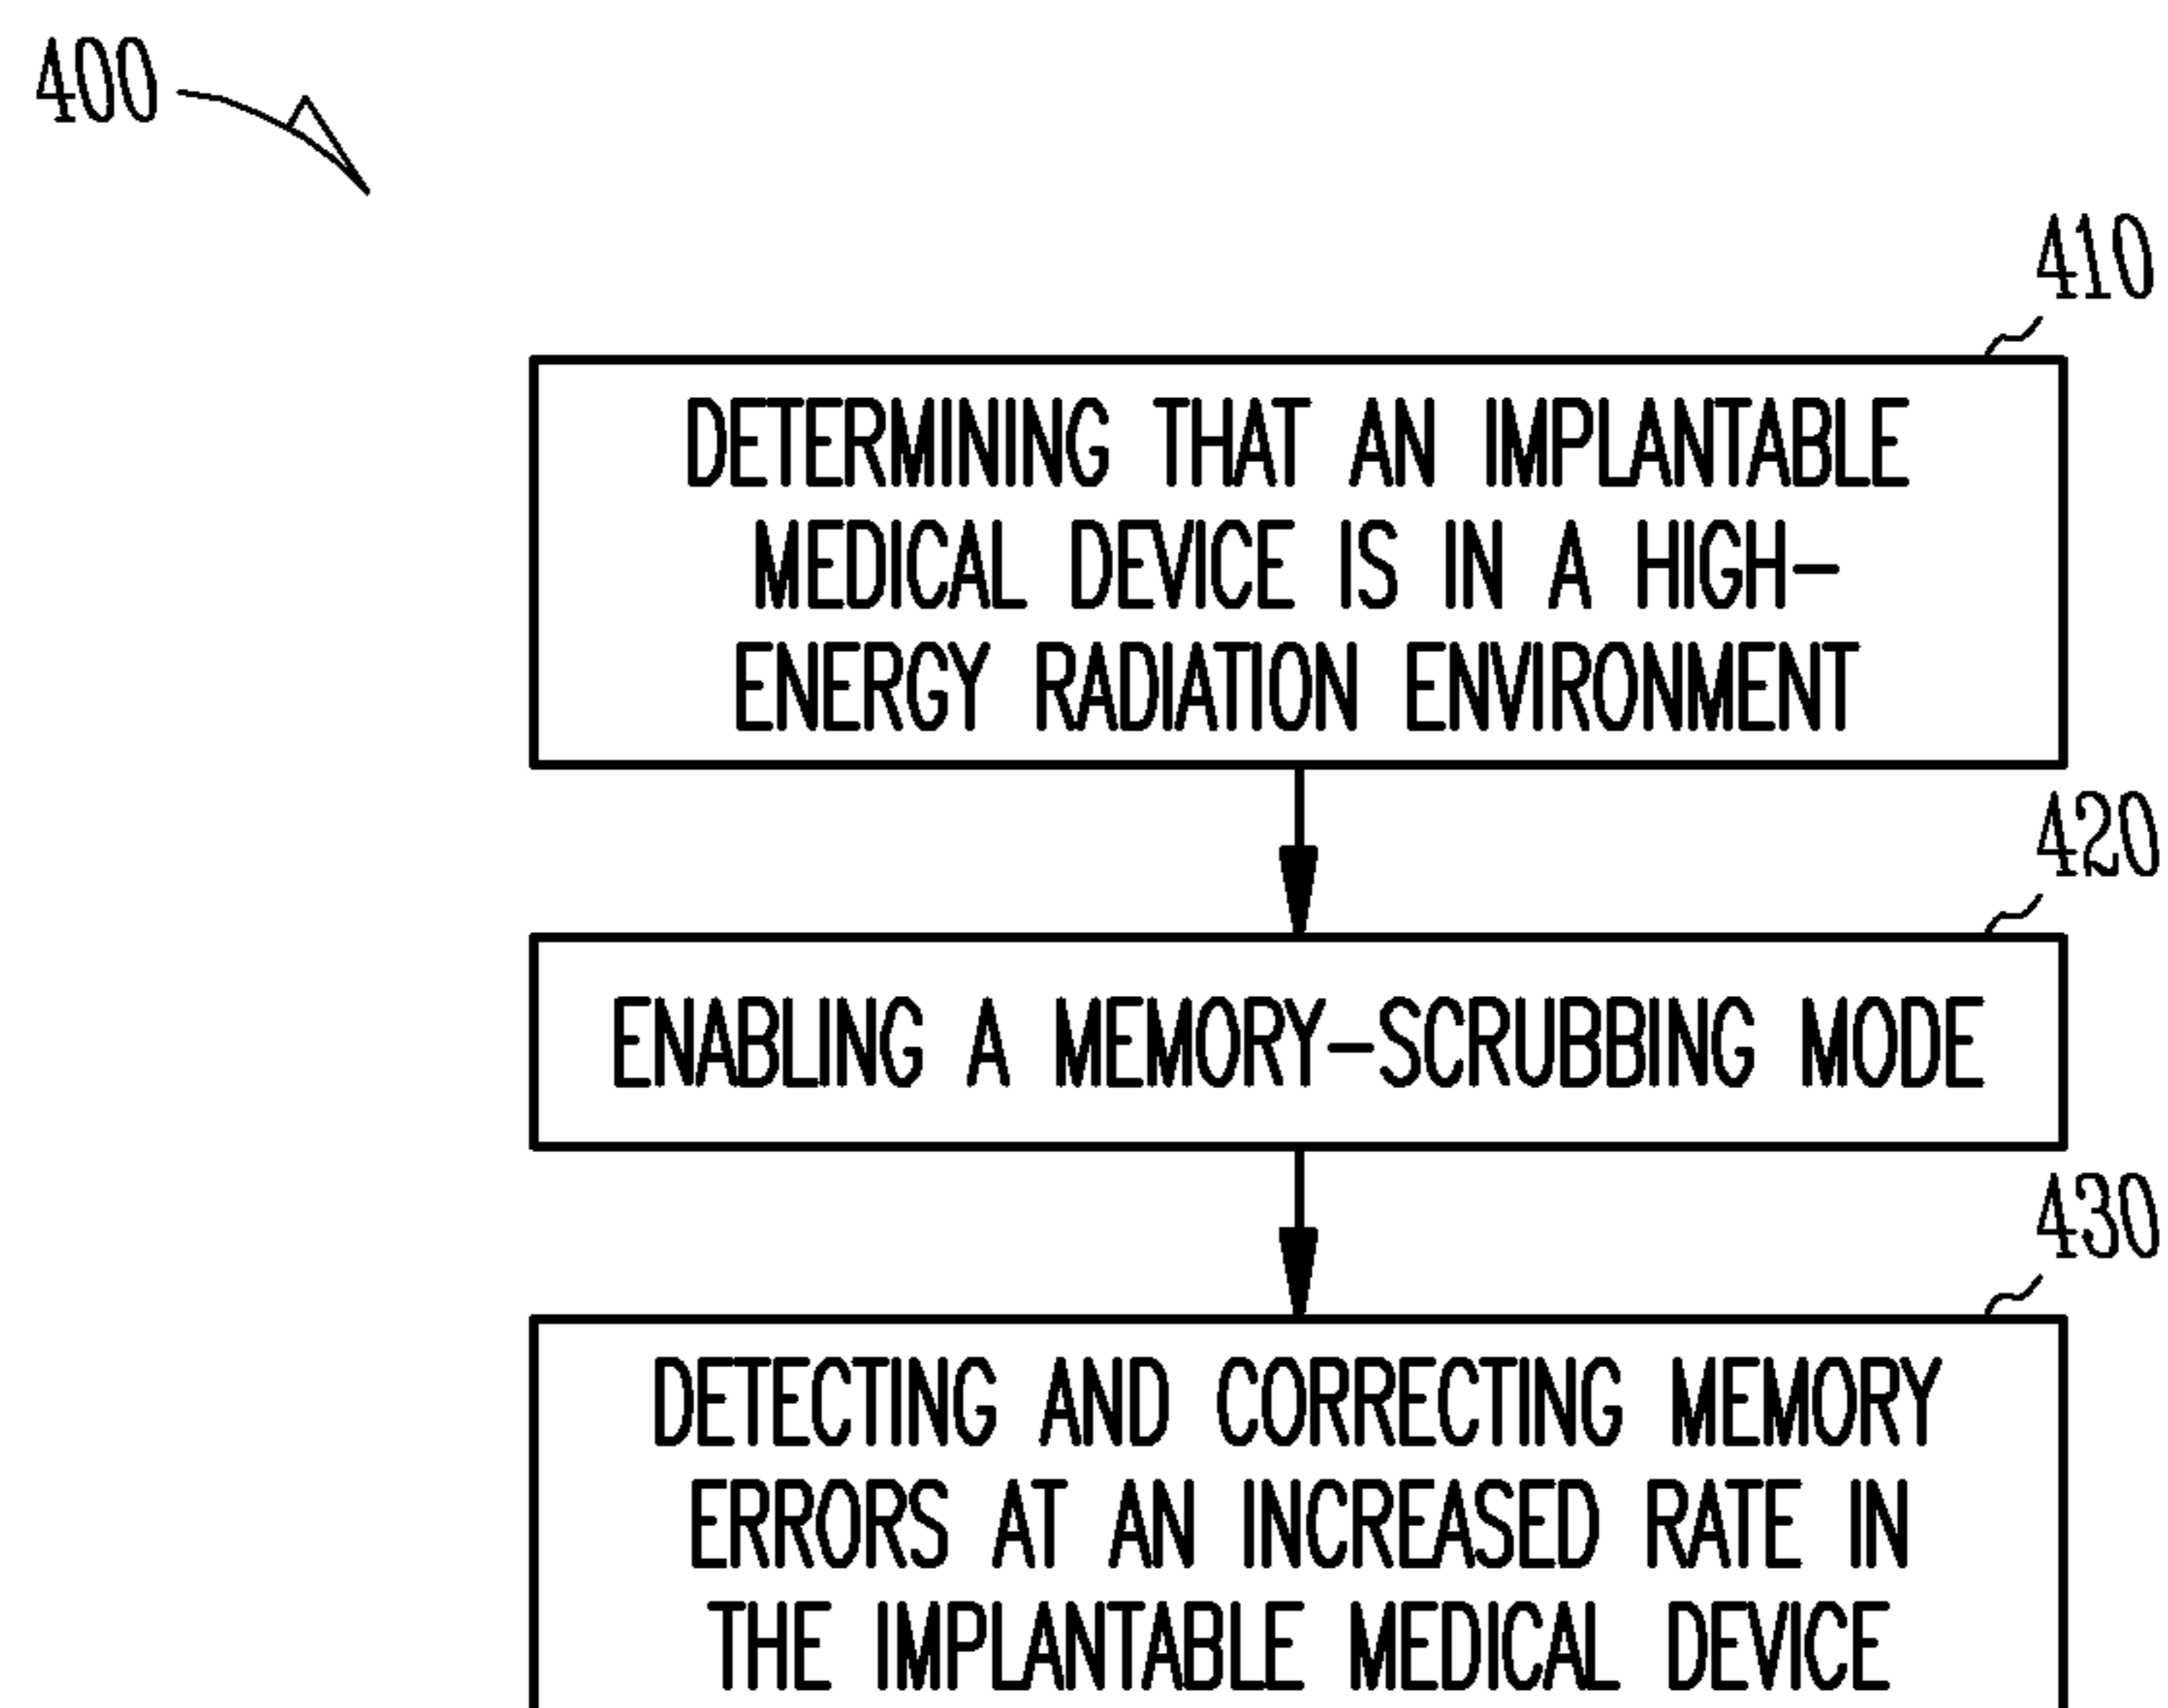 400
410
DETERMINING THAT AN IMPLANTABLE
MEDICAL DEVICE IS IN A HIGH-
ENERGY RADIATION ENVIRONMENT
420
ENABLING A MEMORY-SCRUBBING MODE
430
DETECTING AND CORRECTING MEMORY
ERRORS AT AN INCREASED RATE IN
THE IMPLANTABLE MEDICAL DEVICE